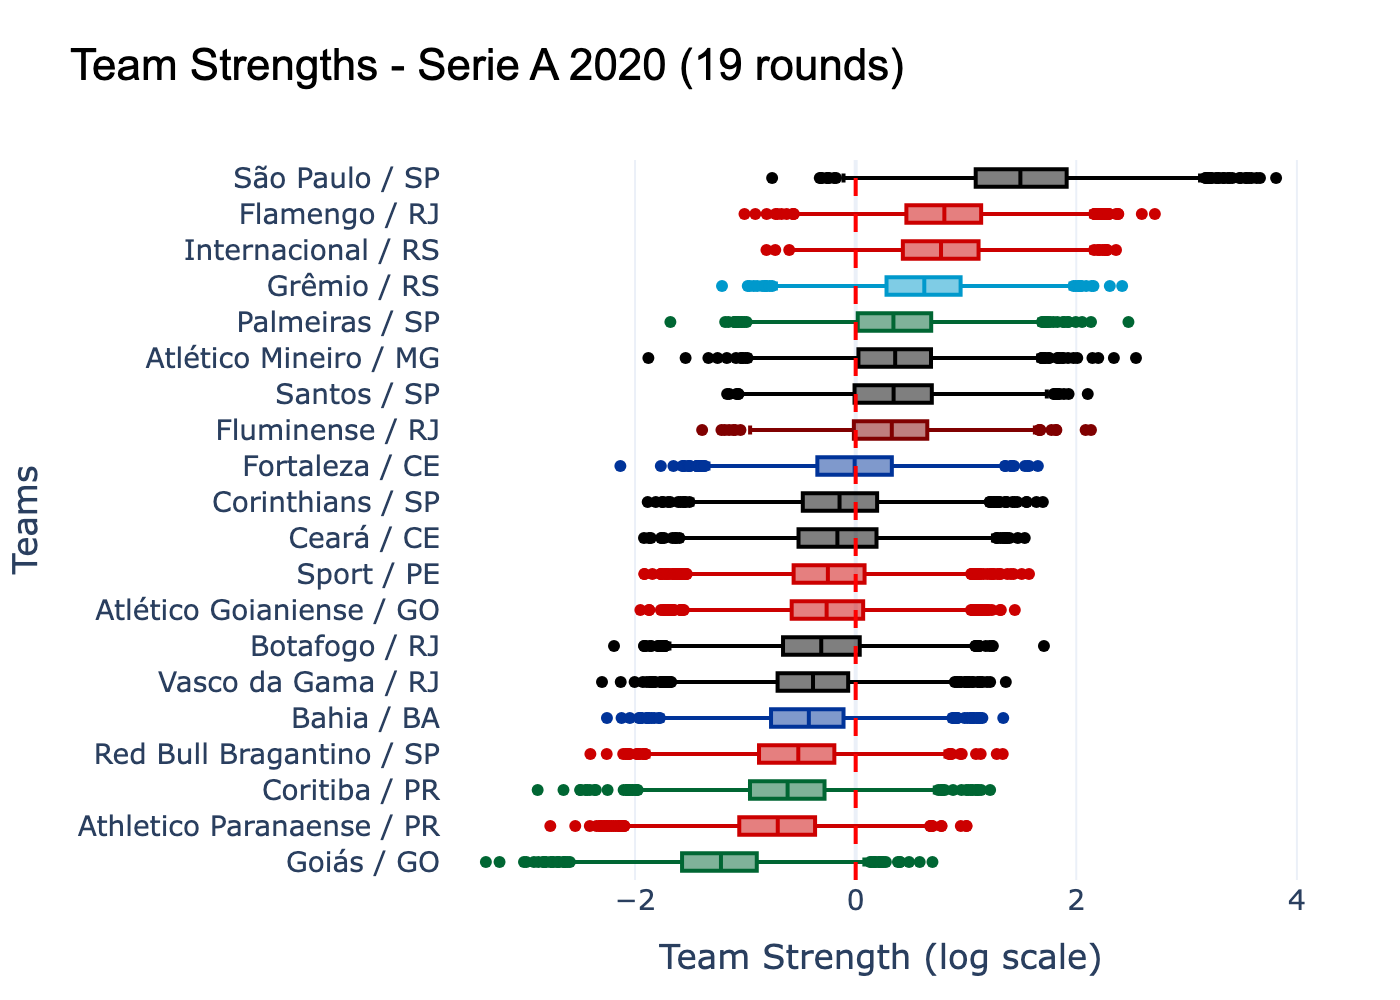 Team Strengths - Serie A 2020 (19 rounds)
São Paulo / SP
Flamengo / RJ
Internacional / RS
Grêmio / RS
Palmeiras / SP
Atlético Mineiro / MG
Santos / SP
Fluminense / RJ
Fortaleza / CE
Corinthians / SP
Ceará / CE
Sport / PE
Atlético Goianiense / GO
Botafogo / RJ
Vasco da Gama / RJ
Bahia / BA
Red Bull Bragantino / SP
Coritiba / PR
Athletico Paranaense / PR
Goiás / GO
Teams
−2 0 2 4
Team Strength (log scale)